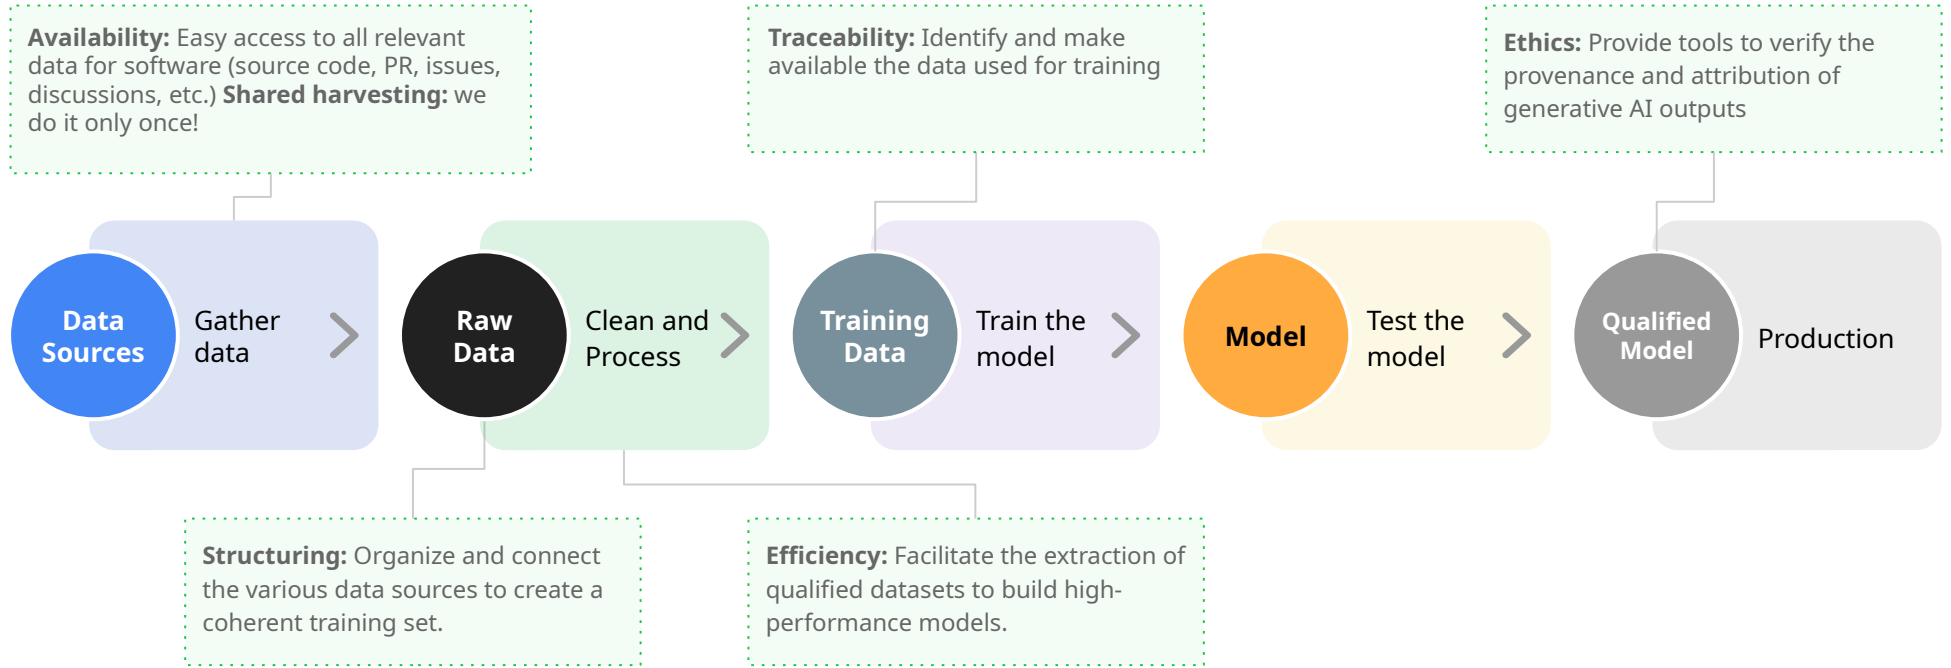 Availability: Easy access to all relevant
data for software (source code, PR, issues,
discussions, etc.) Shared harvesting: we
do it only once!
Traceability: Identify and make
available the data used for training
Ethics: Provide tools to verify the
provenance and attribution of
generative AI outputs
Data
Sources
Gather
data
Raw
Data
Clean and
Process
Training
Data
Train the
model
Model
Test the
model
Qualified
Model
Production
Structuring: Organize and connect
the various data sources to create a
coherent training set.
Efficiency: Facilitate the extraction of
qualified datasets to build high-
performance models.